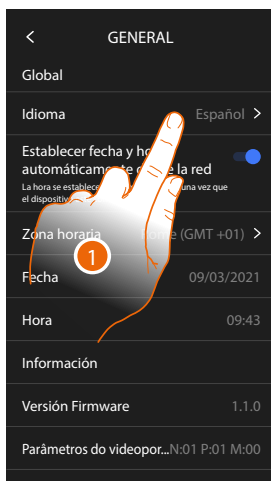 < GENERAL
Global
Idioma Español >
Establecer fecha y ho
automáticamente la red
La hora se establece una vez que
el dispositivo
Zona horaria (GMT +01) >
1
Fecha 09/03/2021
Hora 09:43
Información
Versión Firmware 1.1.0
Parâmetros do videopor...N:01 P:01 M:00